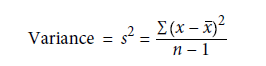 Variance = s² = Σ(x − x̄)² / n − 1